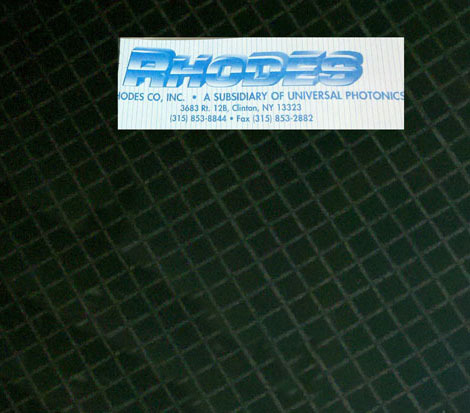 RHODES
HODES CO, INC. • A SUBSIDIARY OF UNIVERSAL PHOTONICS
3683 Rt. 12B, Clinton, NY 13323
(315) 853-8844 • Fax (315) 853-2882